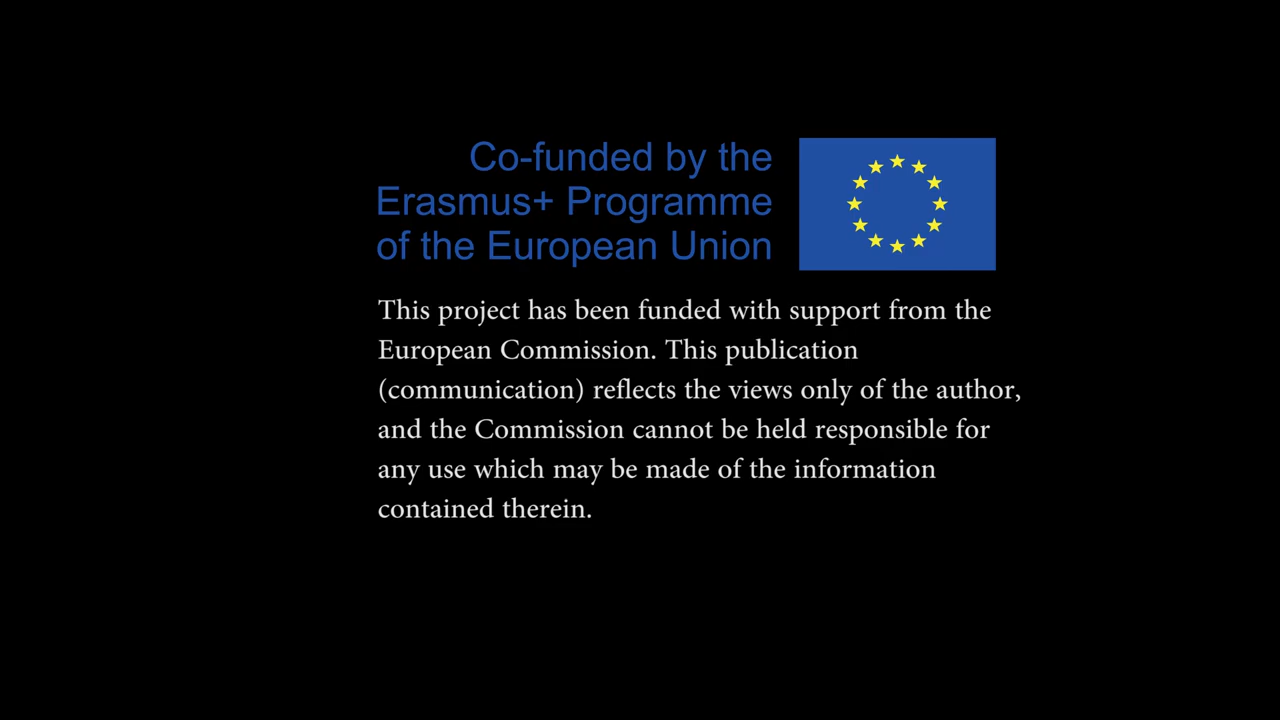 Co-funded by the
Erasmus+ Programme
of the European Union
This project has been funded with support from the
European Commission. This publication
(communication) reflects the views only of the author,
and the Commission cannot be held responsible for
any use which may be made of the information
contained therein.